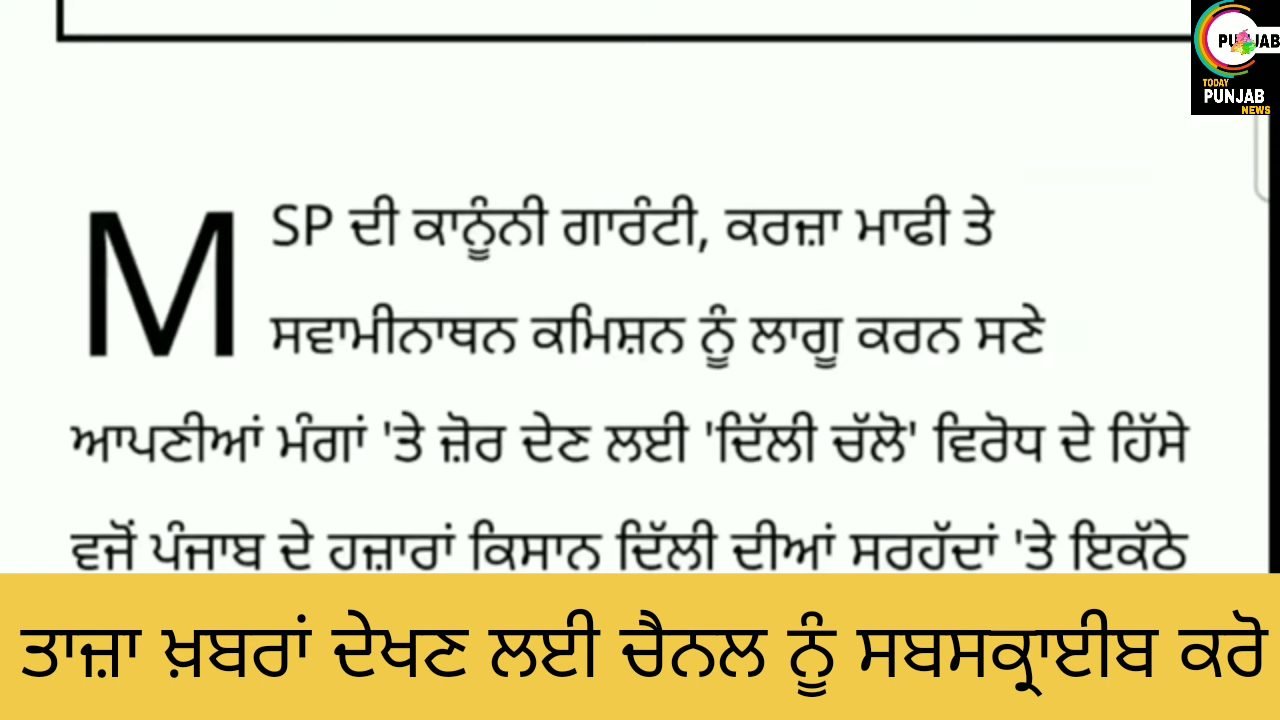 PUNJAB
TODAY
PUNJAB
NEWS
MSP ਦੀ ਕਾਨੂੰਨੀ ਗਾਰੰਟੀ, ਕਰਜ਼ਾ ਮਾਫੀ ਤੇ
ਸਵਾਮੀਨਾਥਨ ਕਮਿਸ਼ਨ ਨੂੰ ਲਾਗੂ ਕਰਨ ਸਣੇ
ਆਪਣੀਆਂ ਮੰਗਾਂ 'ਤੇ ਜ਼ੋਰ ਦੇਣ ਲਈ 'ਦਿੱਲੀ ਚੱਲੋ' ਵਿਰੋਧ ਦੇ ਹਿੱਸੇ
ਵਜੋਂ ਪੰਜਾਬ ਦੇ ਹਜ਼ਾਰਾਂ ਕਿਸਾਨ ਦਿੱਲੀ ਦੀਆਂ ਸਰਹੱਦਾਂ 'ਤੇ ਇਕੱਠੇ
ਤਾਜ਼ਾ ਖ਼ਬਰਾਂ ਦੇਖਣ ਲਈ ਚੈਨਲ ਨੂੰ ਸਬਸਕ੍ਰਾਈਬ ਕਰੋ